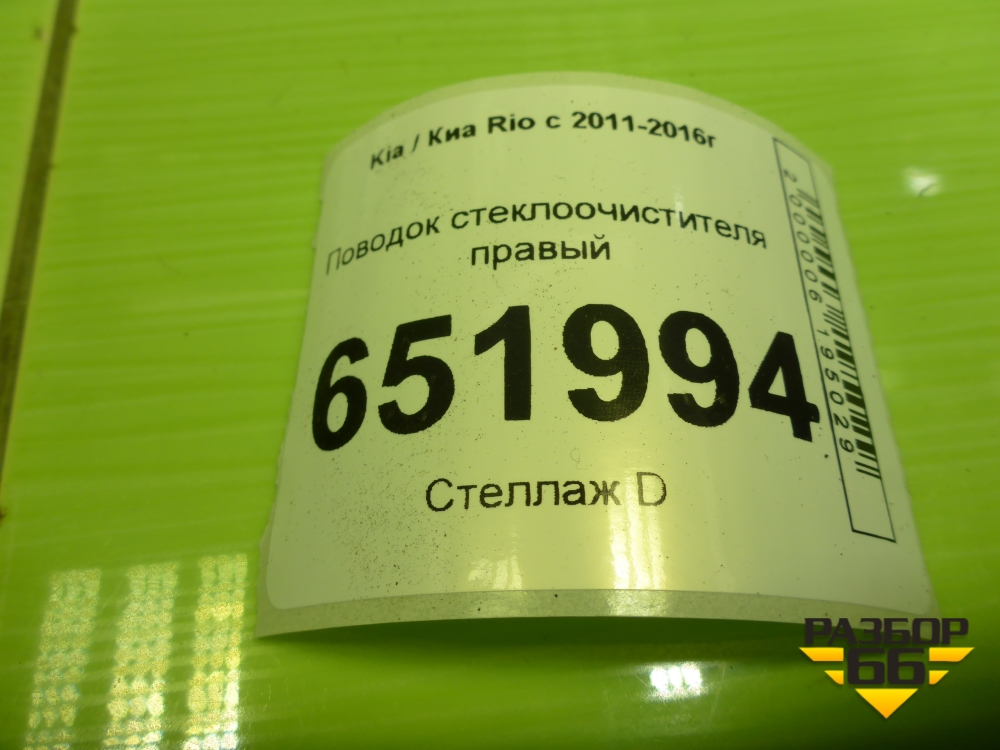 Kia / Киа Rio с 2011-2016г
Поводок стеклоочистителя
правый
651994
Стеллаж D
2000006195029
РАЗБОР
66